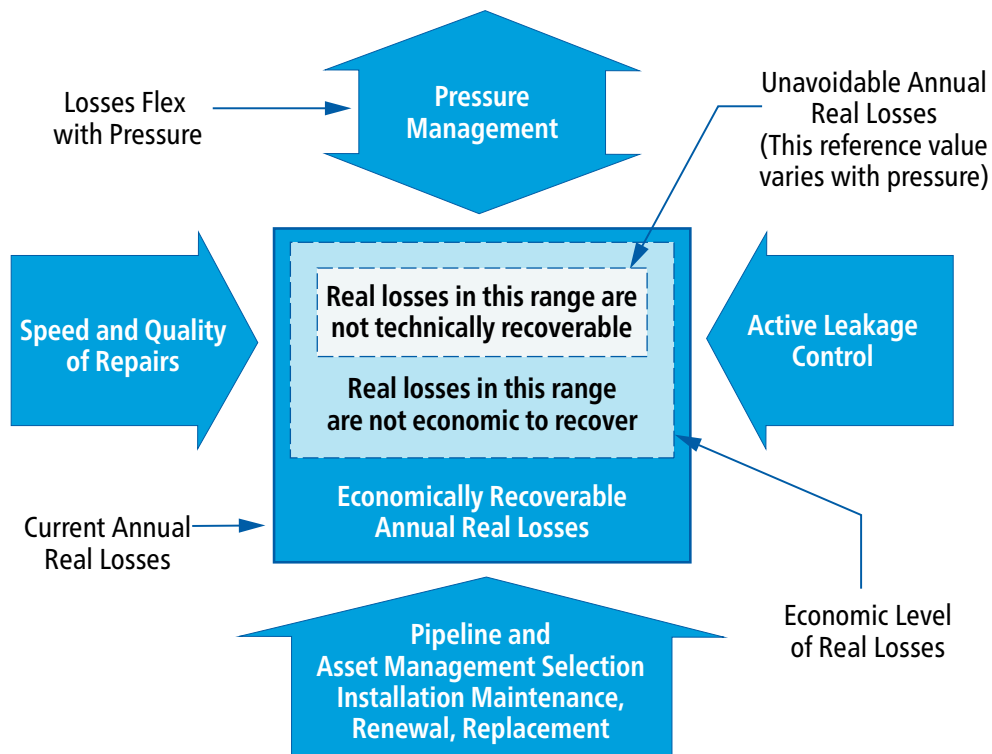 Pressure
Management
Losses Flex
with Pressure
Unavoidable Annual
Real Losses
(This reference value
varies with pressure)
Speed and Quality
of Repairs
Real losses in this range are
not technically recoverable
Real losses in this range
are not economic to recover
Economically Recoverable
Annual Real Losses
Active Leakage
Control
Current Annual
Real Losses
Economic Level
of Real Losses
Pipeline and
Asset Management Selection
Installation Maintenance,
Renewal, Replacement